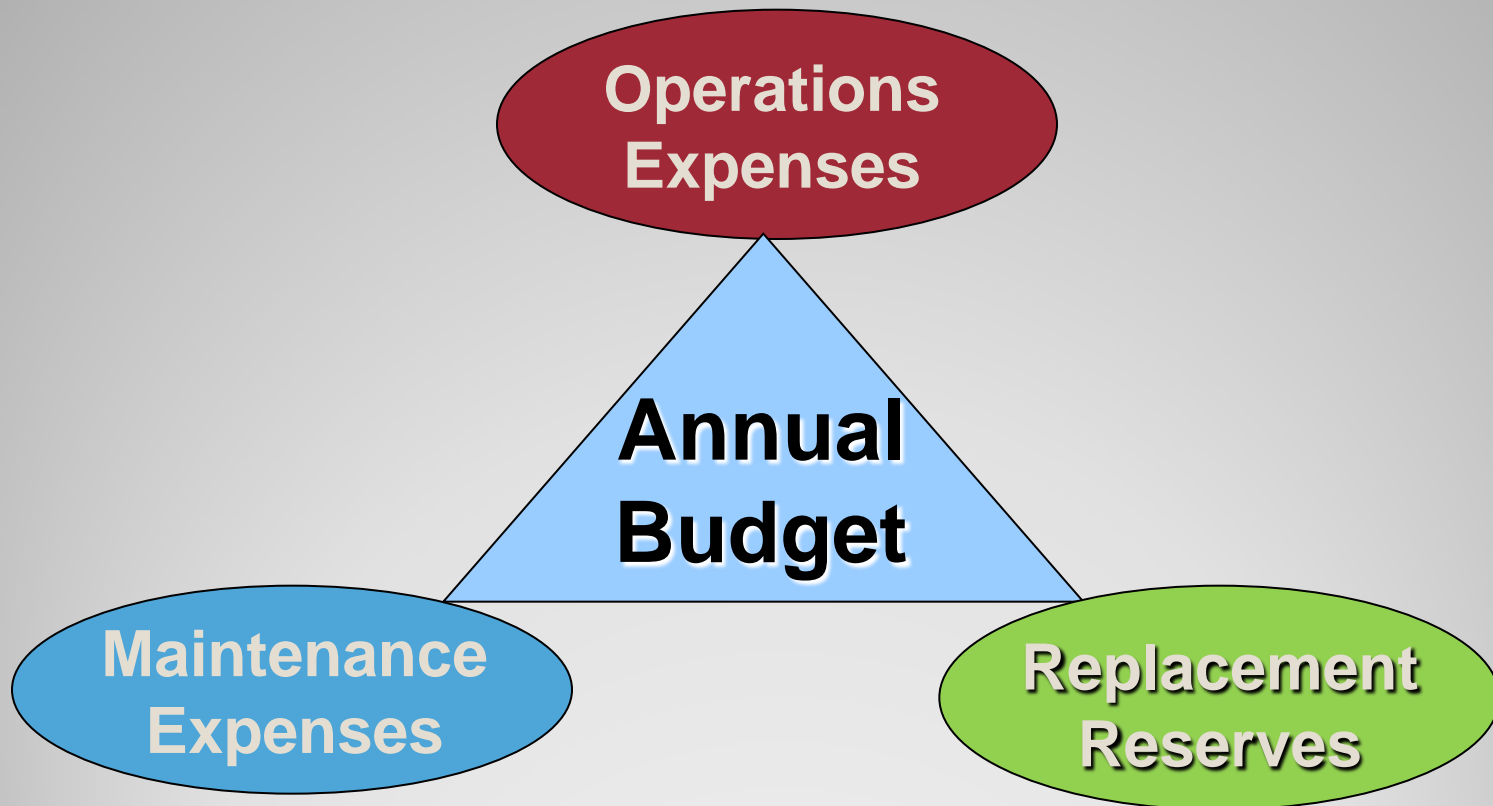 Operations
Expenses
Annual
Budget
Maintenance
Expenses
Replacement
Reserves